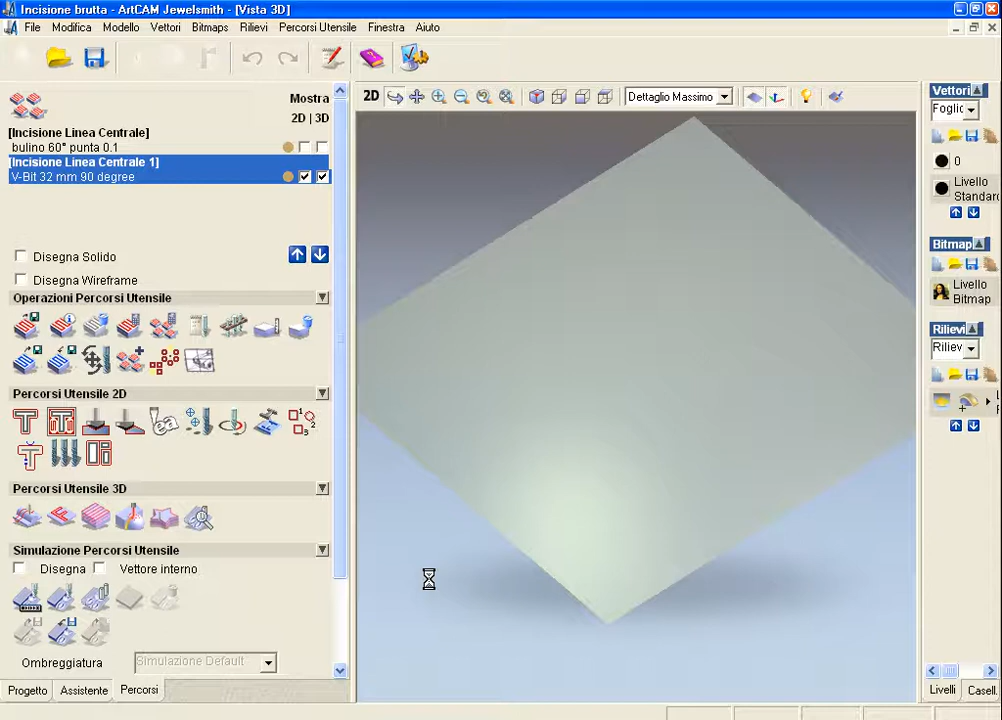 Incisione brutta - ArtCAM Jewelsmith - [Vista 3D]
File Modifica Modello Vettori Bitmaps Rilievi Percorsi Utensile Finestra Aiuto
2D Dettaglio Massimo
Mostra
2D | 3D
[Incisione Linea Centrale]
bulino 60° punta 0.1
[Incisione Linea Centrale 1]
V-Bit 32 mm 90 degree
Disegna Solido
Disegna Wireframe
Operazioni Percorsi Utensile
Percorsi Utensile 2D
Percorsi Utensile 3D
Simulazione Percorsi Utensile
Disegna Vettore interno
Ombreggiatura Simulazione Default
Progetto Assistente Percorsi
Vettori
Foglio
0
Livello
Standar
Bitmap
Livello
Bitmap
Rilievi
Riliev
Livelli Casell.